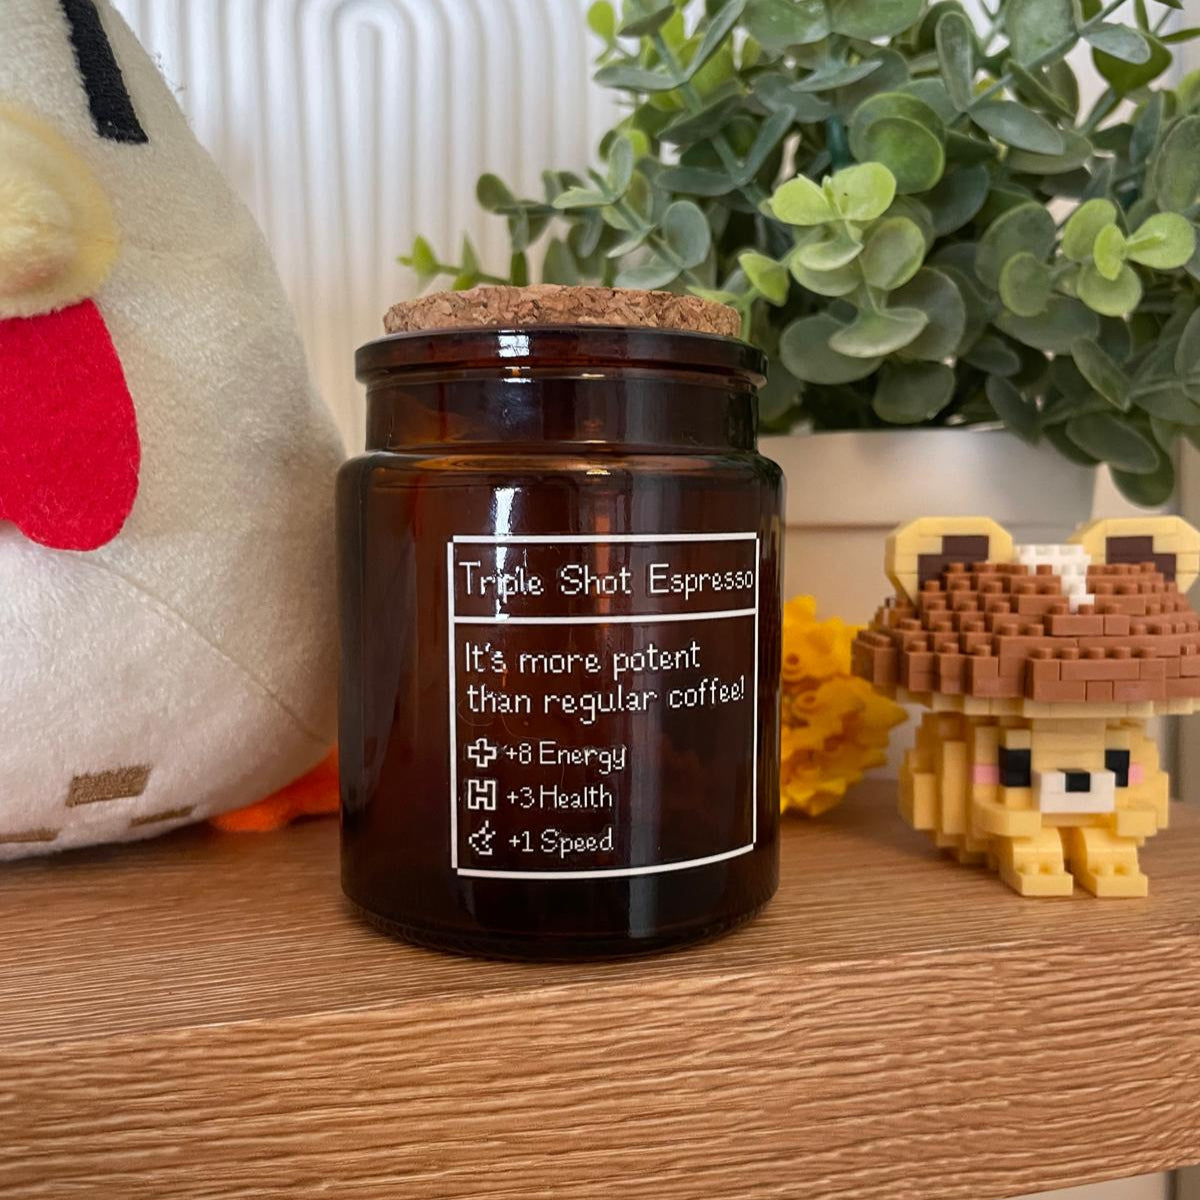 Triple Shot Espresso
It's more potent
than regular coffee!
+8 Energy
+3 Health
+1 Speed